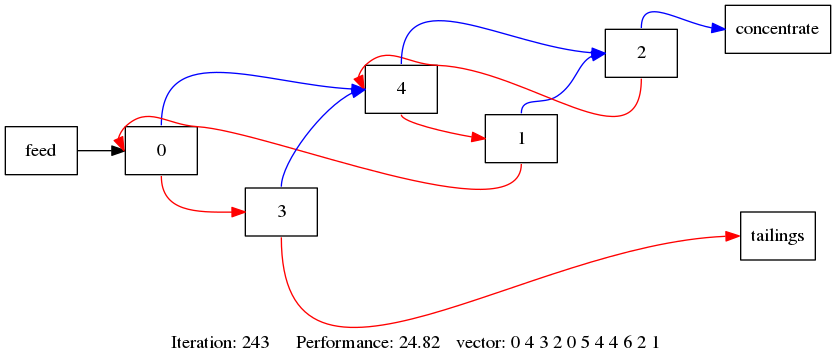 concentrate
2
4
1
feed
0
3
tailings
Iteration: 243 Performance: 24.82 vector: 0 4 3 2 0 5 4 4 6 2 1